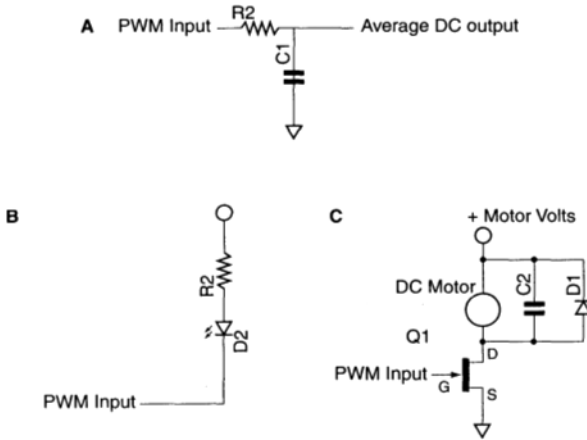 A PWM Input R2 Average DC output
C1
B
R2
D2
PWM Input
C
+ Motor Volts
DC Motor
C2
D1
Q1
D
PWM Input
G
S